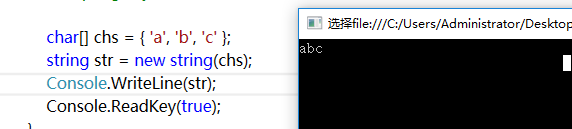 char[] chs = { 'a', 'b', 'c' };
string str = new string(chs);
Console.WriteLine(str);
Console.ReadKey(true);
}
选择file:///C:/Users/Administrator/Desktop
abc